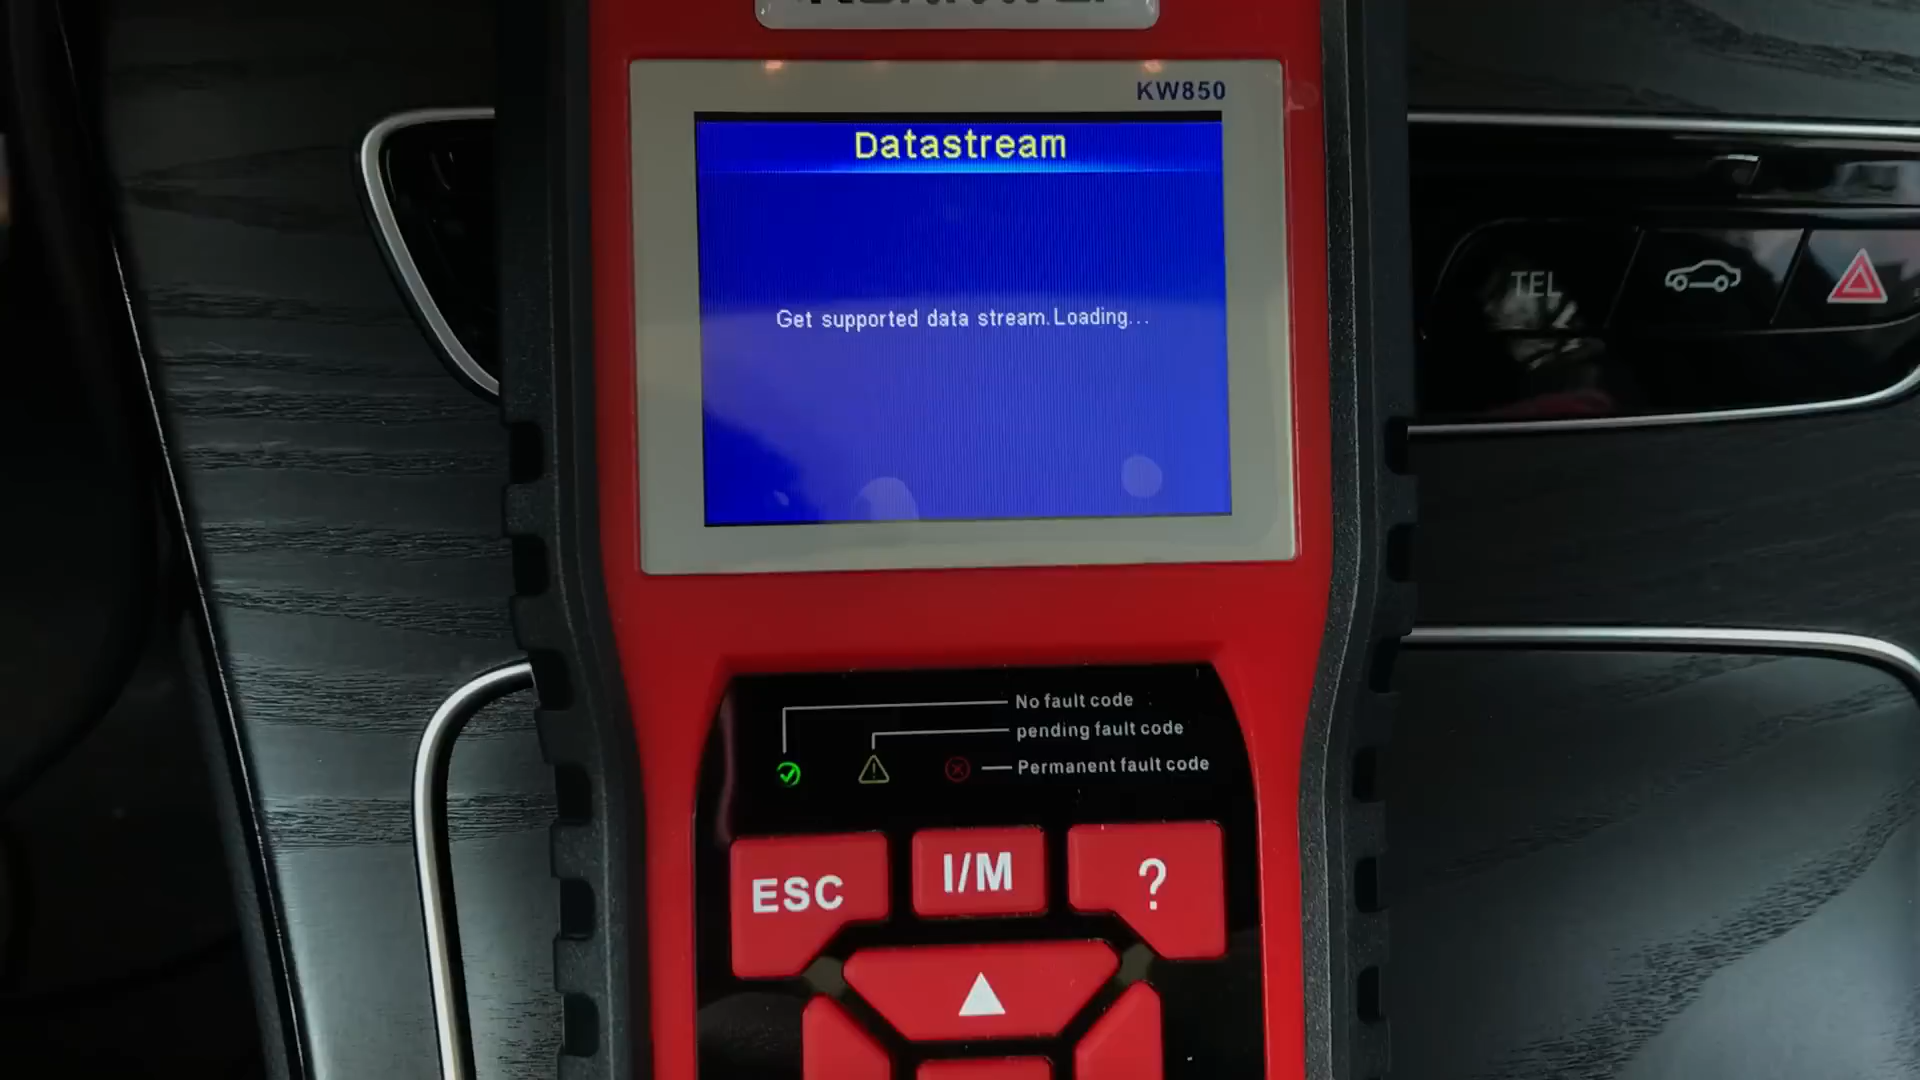 KW850
Datastream
Get supported data stream.Loading...
TEL
No fault code
pending fault code
Permanent fault code
ESC
I/M
?